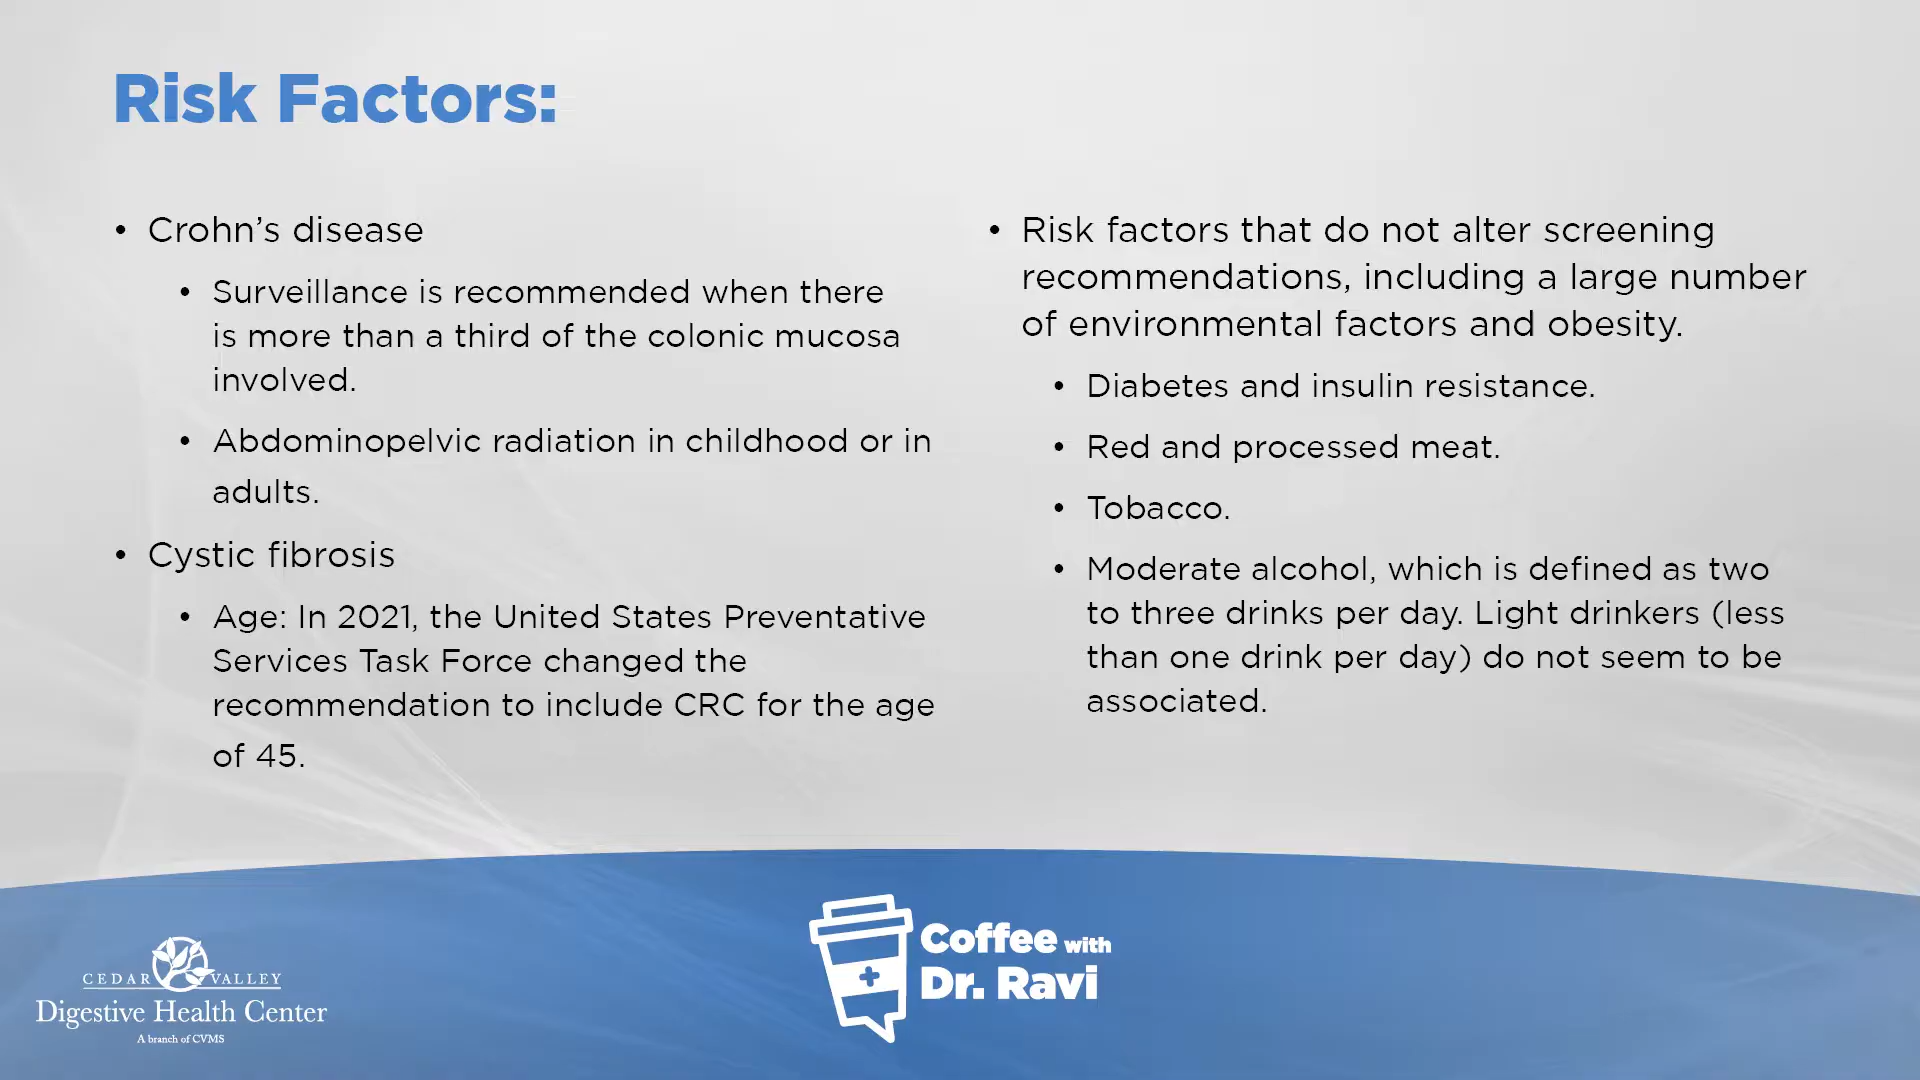 Risk Factors:
• Crohn’s disease
• Surveillance is recommended when there
is more than a third of the colonic mucosa
involved.
• Abdominopelvic radiation in childhood or in
adults.
• Cystic fibrosis
• Age: In 2021, the United States Preventative
Services Task Force changed the
recommendation to include CRC for the age
of 45.
• Risk factors that do not alter screening
recommendations, including a large number
of environmental factors and obesity.
• Diabetes and insulin resistance.
• Red and processed meat.
• Tobacco.
• Moderate alcohol, which is defined as two
to three drinks per day. Light drinkers (less
than one drink per day) do not seem to be
associated.
CEDAR VALLEY
Digestive Health Center
A branch of CVMS
Coffee with
Dr. Ravi